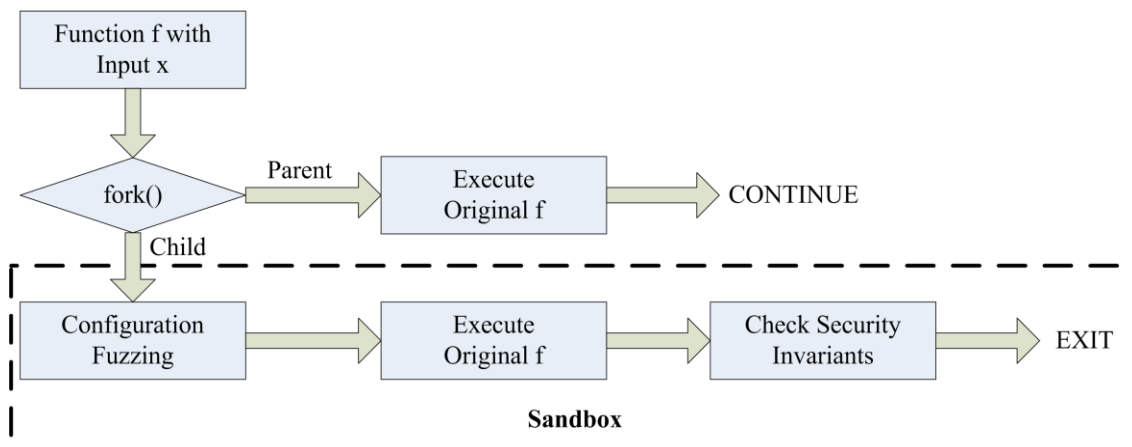 Function f with
Input x
fork()
Parent
Execute
Original f
CONTINUE
Child
Configuration
Fuzzing
Execute
Original f
Check Security
Invariants
EXIT
Sandbox